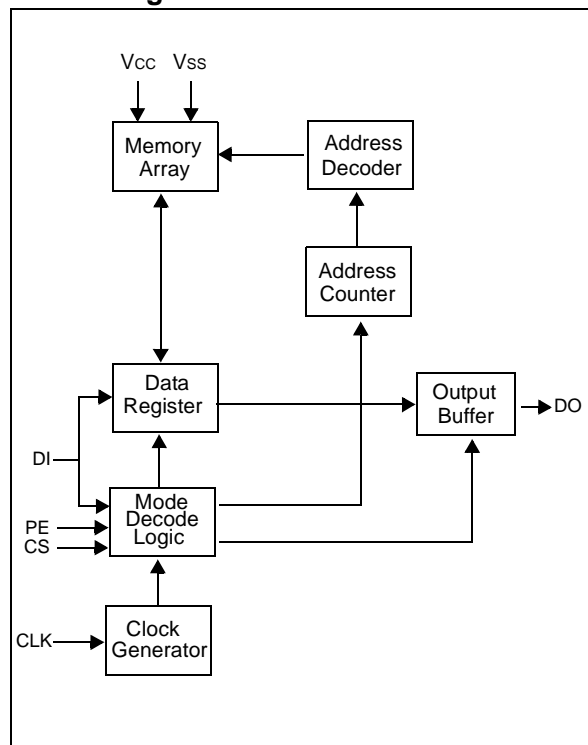 Vcc Vss
Memory
Array
Address
Decoder
Address
Counter
Data
Register
Output
Buffer
DO
DI
Mode
Decode
Logic
PE
CS
Clock
Generator
CLK